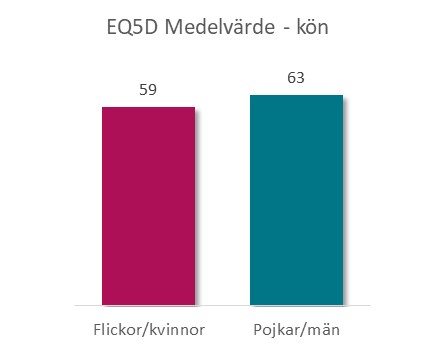 EQ5D Medelvärde - kön
59
63
Flickor/kvinnor
Pojkar/män